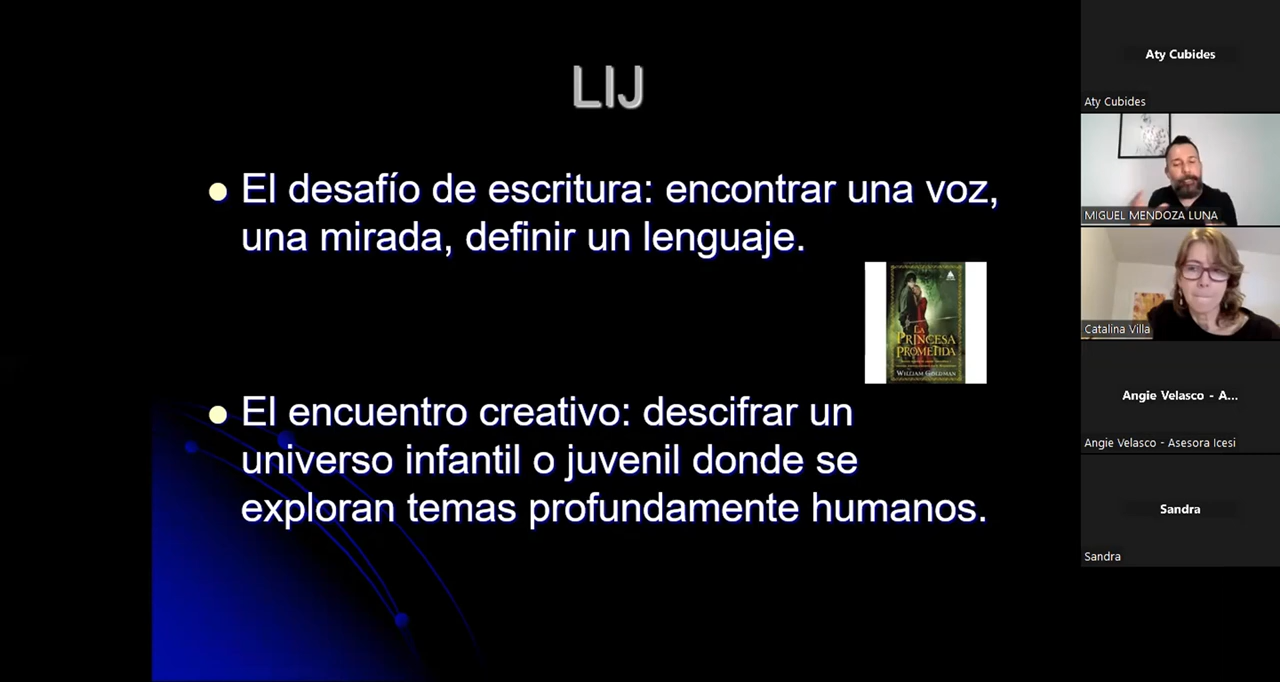 LIJ
El desafío de escritura: encontrar una voz,
una mirada, definir un lenguaje.
LA
PRINCESA
PROMETIDA
WILLIAM GOLDMAN
El encuentro creativo: descifrar un
universo infantil o juvenil donde se
exploran temas profundamente humanos.
Aty Cubides
Aty Cubides
MIGUEL MENDOZA LUNA
Catalina Villa
Angie Velasco - A...
Angie Velasco - Asesora Icesi
Sandra
Sandra